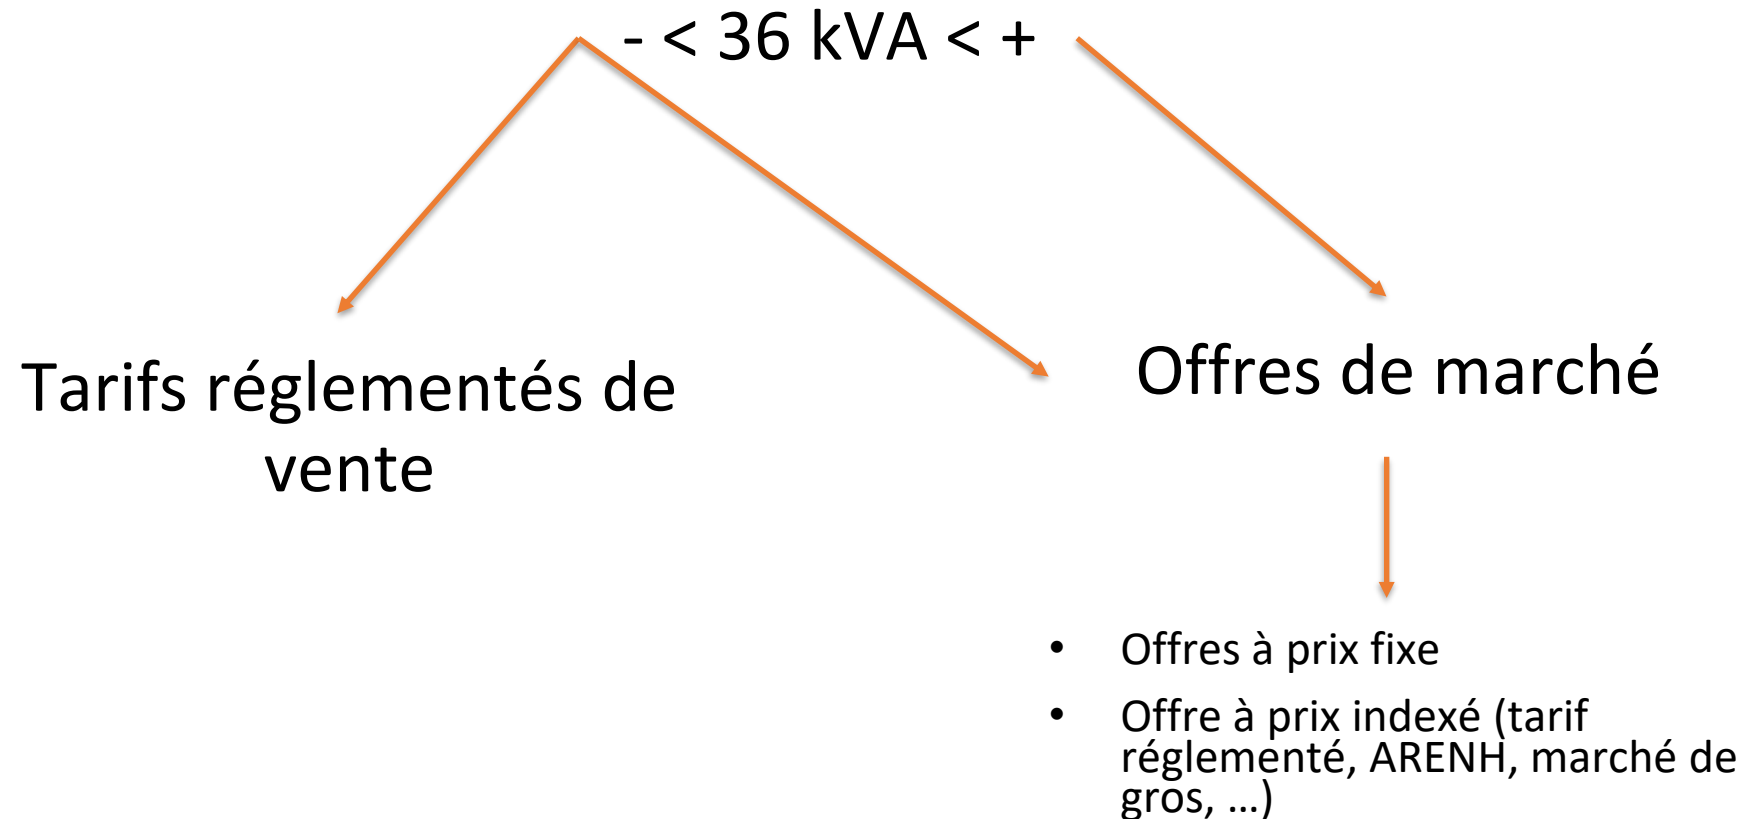 - < 36 kVA < +
Tarifs réglementés de
vente
Offres de marché
• Offres à prix fixe
• Offre à prix indexé (tarif
réglementé, ARENH, marché de
gros, …)